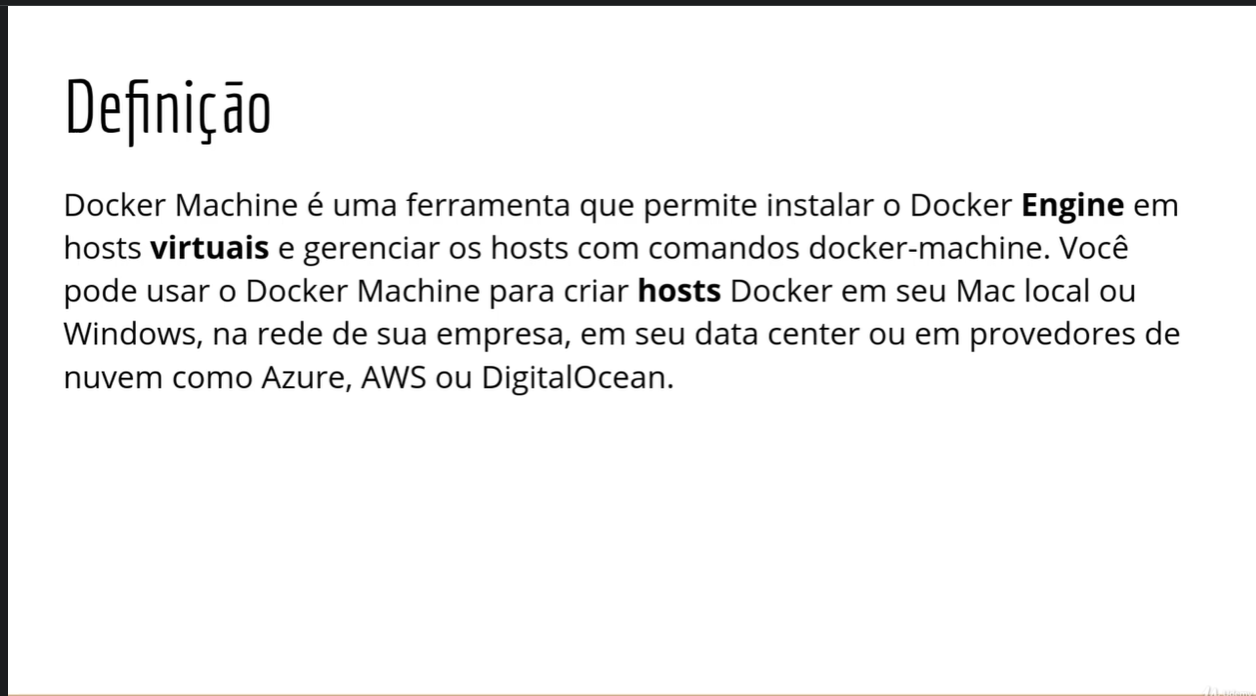 Definição
Docker Machine é uma ferramenta que permite instalar o Docker Engine em
hosts virtuais e gerenciar os hosts com comandos docker-machine. Você
pode usar o Docker Machine para criar hosts Docker em seu Mac local ou
Windows, na rede de sua empresa, em seu data center ou em provedores de
nuvem como Azure, AWS ou DigitalOcean.